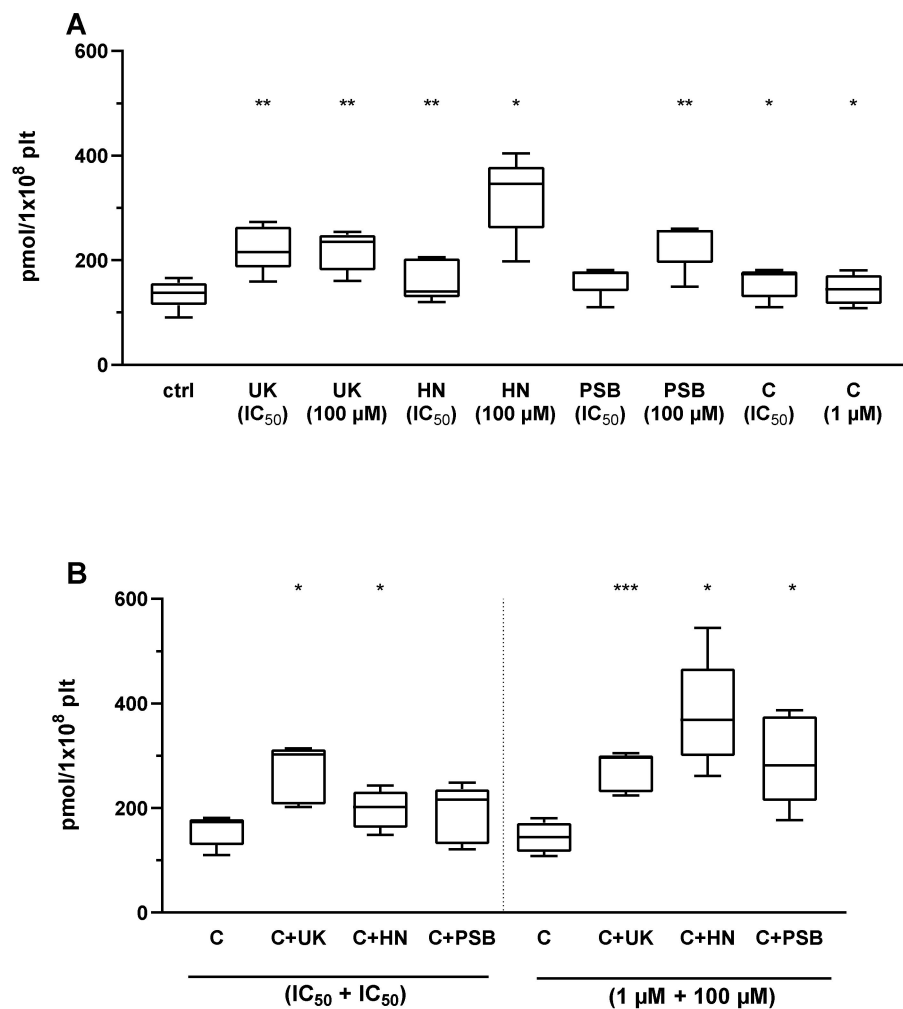 A
600
400
200
0
pmol/1x10⁸ plt
** ** ** * ** * *
ctrl UK UK HN HN PSB PSB C C
(IC₅₀) (100 µM) (IC₅₀) (100 µM) (IC₅₀) (100 µM) (IC₅₀) (1 µM)
B
600
400
200
0
pmol/1x10⁸ plt
* * *** * *
C C+UK C+HN C+PSB C C+UK C+HN C+PSB
(IC₅₀ + IC₅₀) (1 µM + 100 µM)